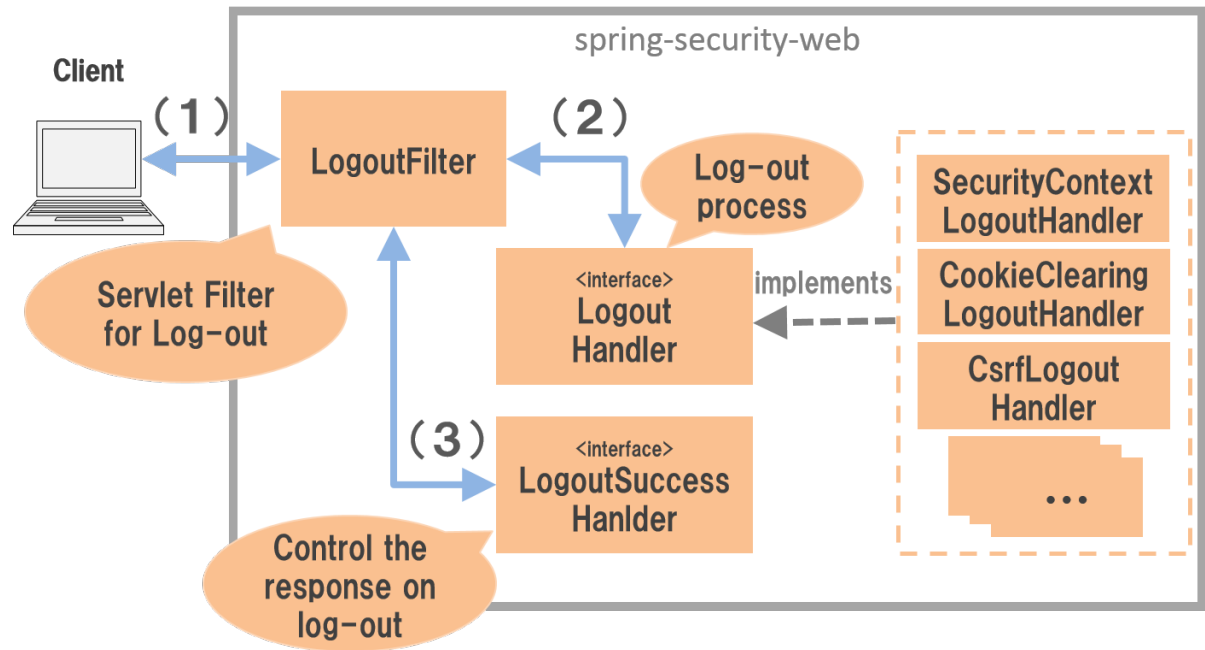 spring-security-web
Client
(1)
LogoutFilter
(2)
Log-out
process
Servlet Filter
for Log-out
<interface>
Logout
Handler
implements
SecurityContext
LogoutHandler
CookieClearing
LogoutHandler
CsrfLogout
Handler
...
(3)
<interface>
LogoutSuccess
Hanlder
Control the
response on
log-out